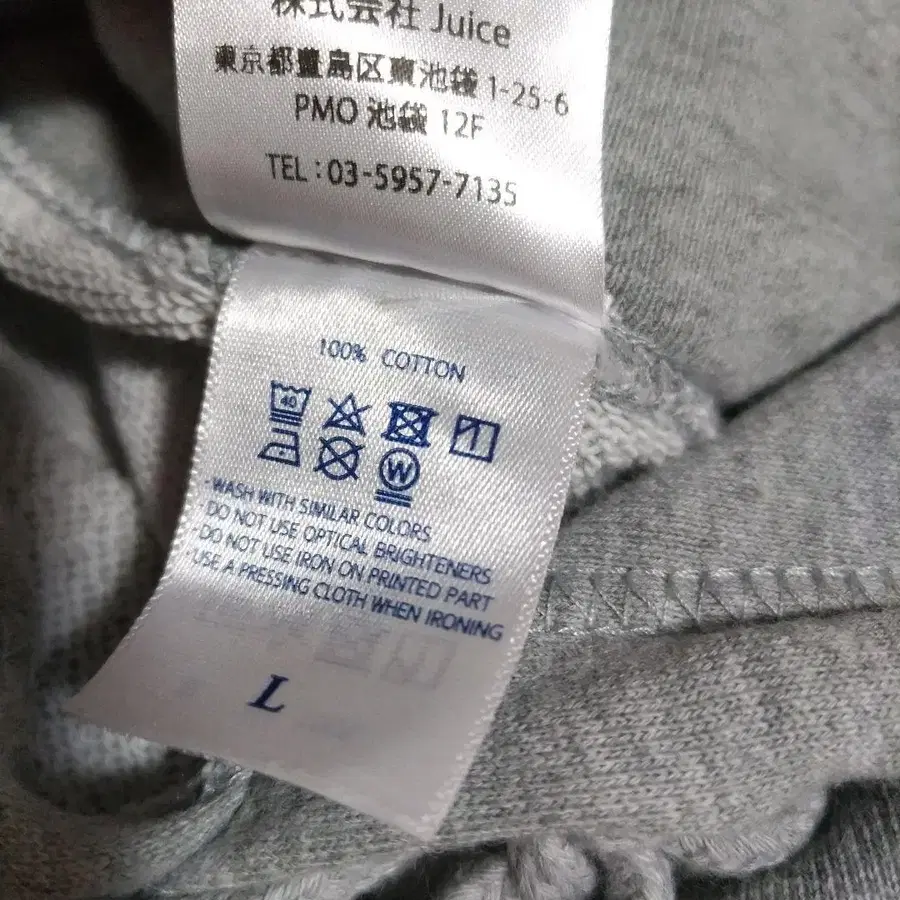 株式会社 Juice
東京都豊島区東池袋 1-25-6
PMO 池袋 12F
TEL : 03-5957-7135
100% COTTON
40
W
·WASH WITH SIMILAR COLORS
·DO NOT USE OPTICAL BRIGHTENERS
·DO NOT USE IRON ON PRINTED PART
·USE A PRESSING CLOTH WHEN IRONING
L